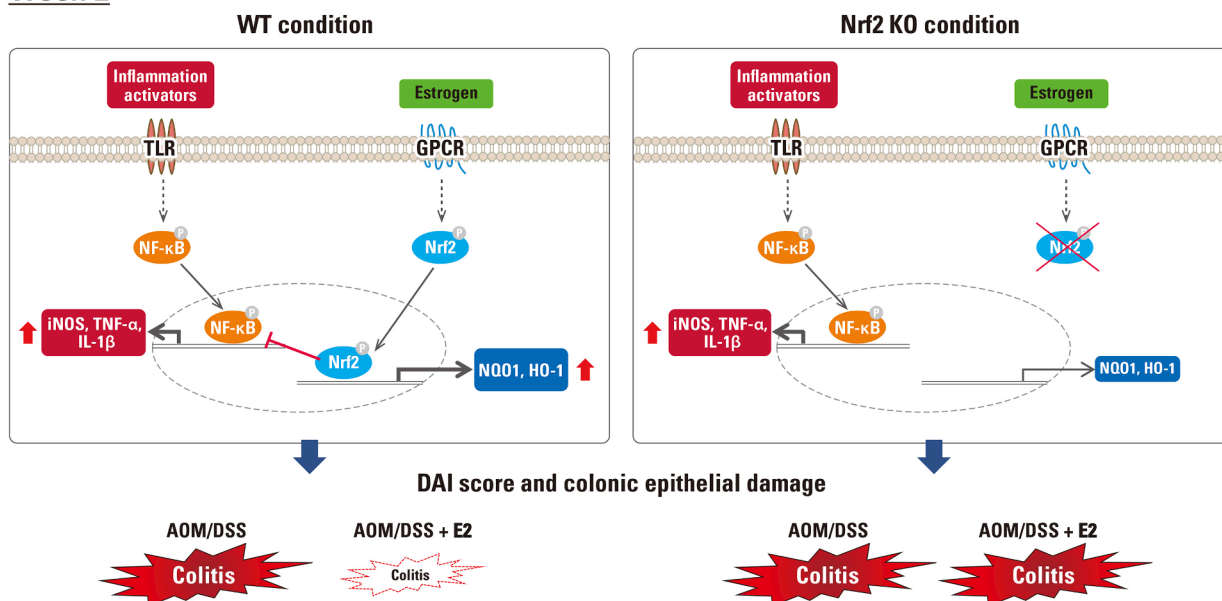 WT condition
Nrf2 KO condition
Inflammation
activators
Estrogen
TLR
GPCR
P
NF-κB
P
Nrf2
iNOS, TNF-α,
IL-1β
P
NF-κB
P
Nrf2
NQO1, HO-1
Inflammation
activators
Estrogen
TLR
GPCR
P
NF-κB
P
Nrf2
iNOS, TNF-α,
IL-1β
P
NF-κB
NQO1, HO-1
DAI score and colonic epithelial damage
AOM/DSS
AOM/DSS + E2
AOM/DSS
AOM/DSS + E2
Colitis
Colitis
Colitis
Colitis